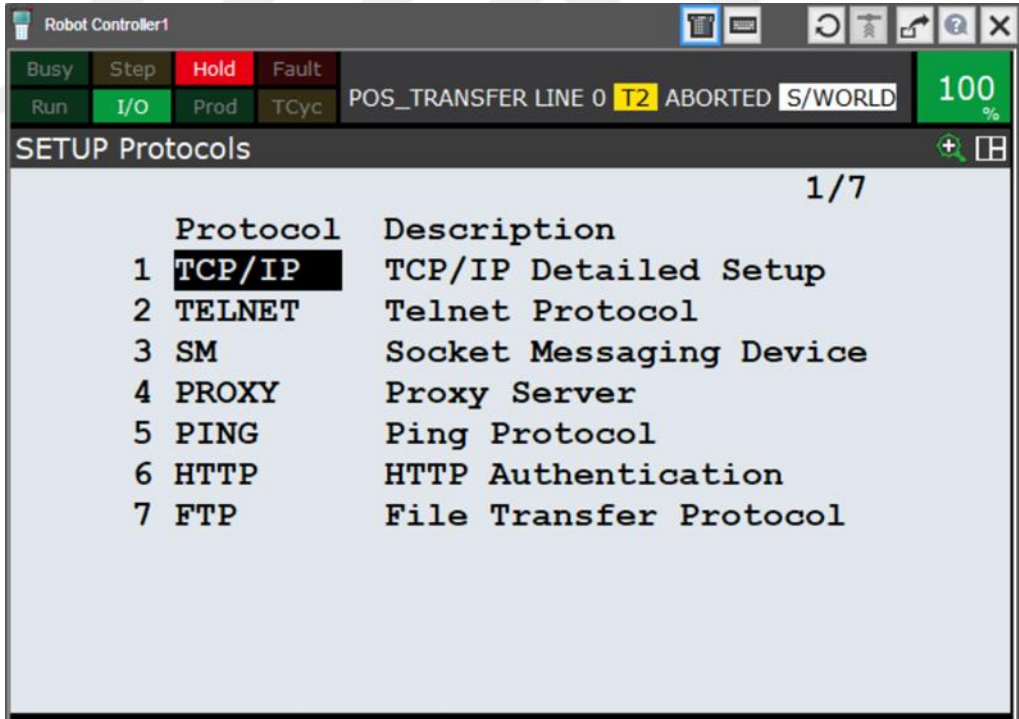 Robot Controller1
Busy Step Hold Fault
Run I/O Prod TCyc
POS_TRANSFER LINE 0 T2 ABORTED S/WORLD
100
%
SETUP Protocols
1/7
Protocol Description
1 TCP/IP TCP/IP Detailed Setup
2 TELNET Telnet Protocol
3 SM Socket Messaging Device
4 PROXY Proxy Server
5 PING Ping Protocol
6 HTTP HTTP Authentication
7 FTP File Transfer Protocol